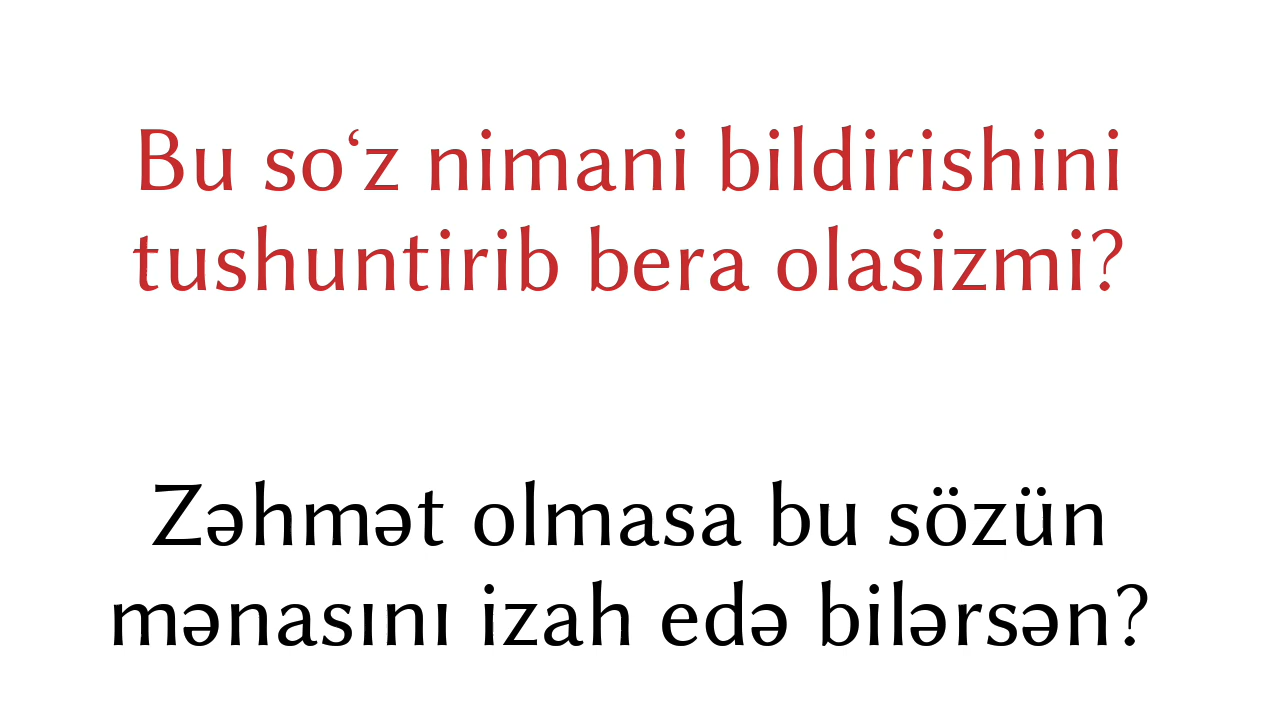 Bu so‘z nimani bildirishini
tushuntirib bera olasizmi?
Zəhmət olmasa bu sözün
mənasını izah edə bilərsən?